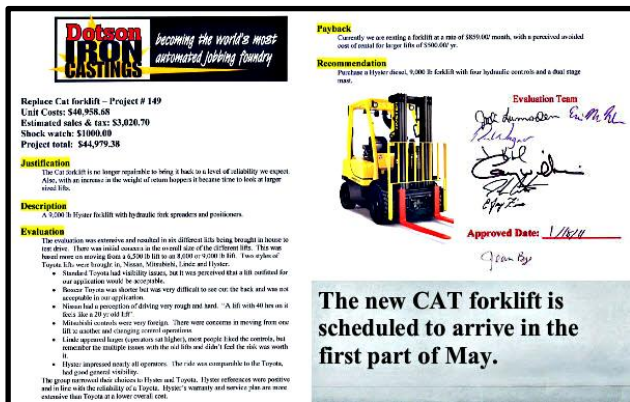 Dotson
IRON
CASTINGS
becoming the world's most
automated jobbing foundry
Replace Cat forklift – Project # 149
Unit Costs: $40,958.68
Estimated sales & tax: $3,020.70
Shock watch: $1000.00
Project total: $44,979.38
Justification
The Cat forklift is no longer repairable to bring it back to a level of reliability we expect.
Also, with an increase in the weight of return hoppers it became time to look at larger
sized lifts.
Description
A 9,000 lb Hyster forklift with hydraulic fork spreaders and positioners.
Evaluation
The evaluation was extensive and resulted in six different lifts being brought in house to
test drive. There was initial concern in the overall size of the different lifts. This was
based more on moving from a 6,500 lb lift to an 8,000 or 9,000 lb lift. Two styles of
Toyota lifts were brought in, Nissan, Mitsubishi, Linde and Hyster.
• Standard Toyota had visibility issues, but it was perceived that a lift outfitted for
our application would be acceptable.
• Boxcar Toyota was shorter but was very difficult to see out the back and was not
acceptable in our application.
• Nissan had a perception of driving very rough and hard. "A lift with 40 hrs on it
feels like a 20 yr old lift".
• Mitsubishi controls were very foreign. There were concerns in moving from one
lift to another and changing control operations
• Linde appeared larger (operators sat higher), most people liked the controls, but
remember the multiple issues with the old lifts and didn't feel the risk was worth
it.
• Hyster impressed nearly all operators. The ride was comparable to the Toyota,
had good general visibility.
The group narrowed their choices to Hyster and Toyota. Hyster references were positive
and in line with the reliability of a Toyota. Hyster's warranty and service plan are more
extensive than Toyota at a lower overall cost.
Payback
Currently we are renting a forklift at a rate of $859.00/ month, with a perceived avoided
cost of rental for larger lifts of $500.00/ yr.
Recommendation
Purchase a Hyster diesel, 9,000 lb forklift with four hydraulic controls and a dual stage
mast.
Evaluation Team
Approved Date:
The new CAT forklift is
scheduled to arrive in the
first part of May.